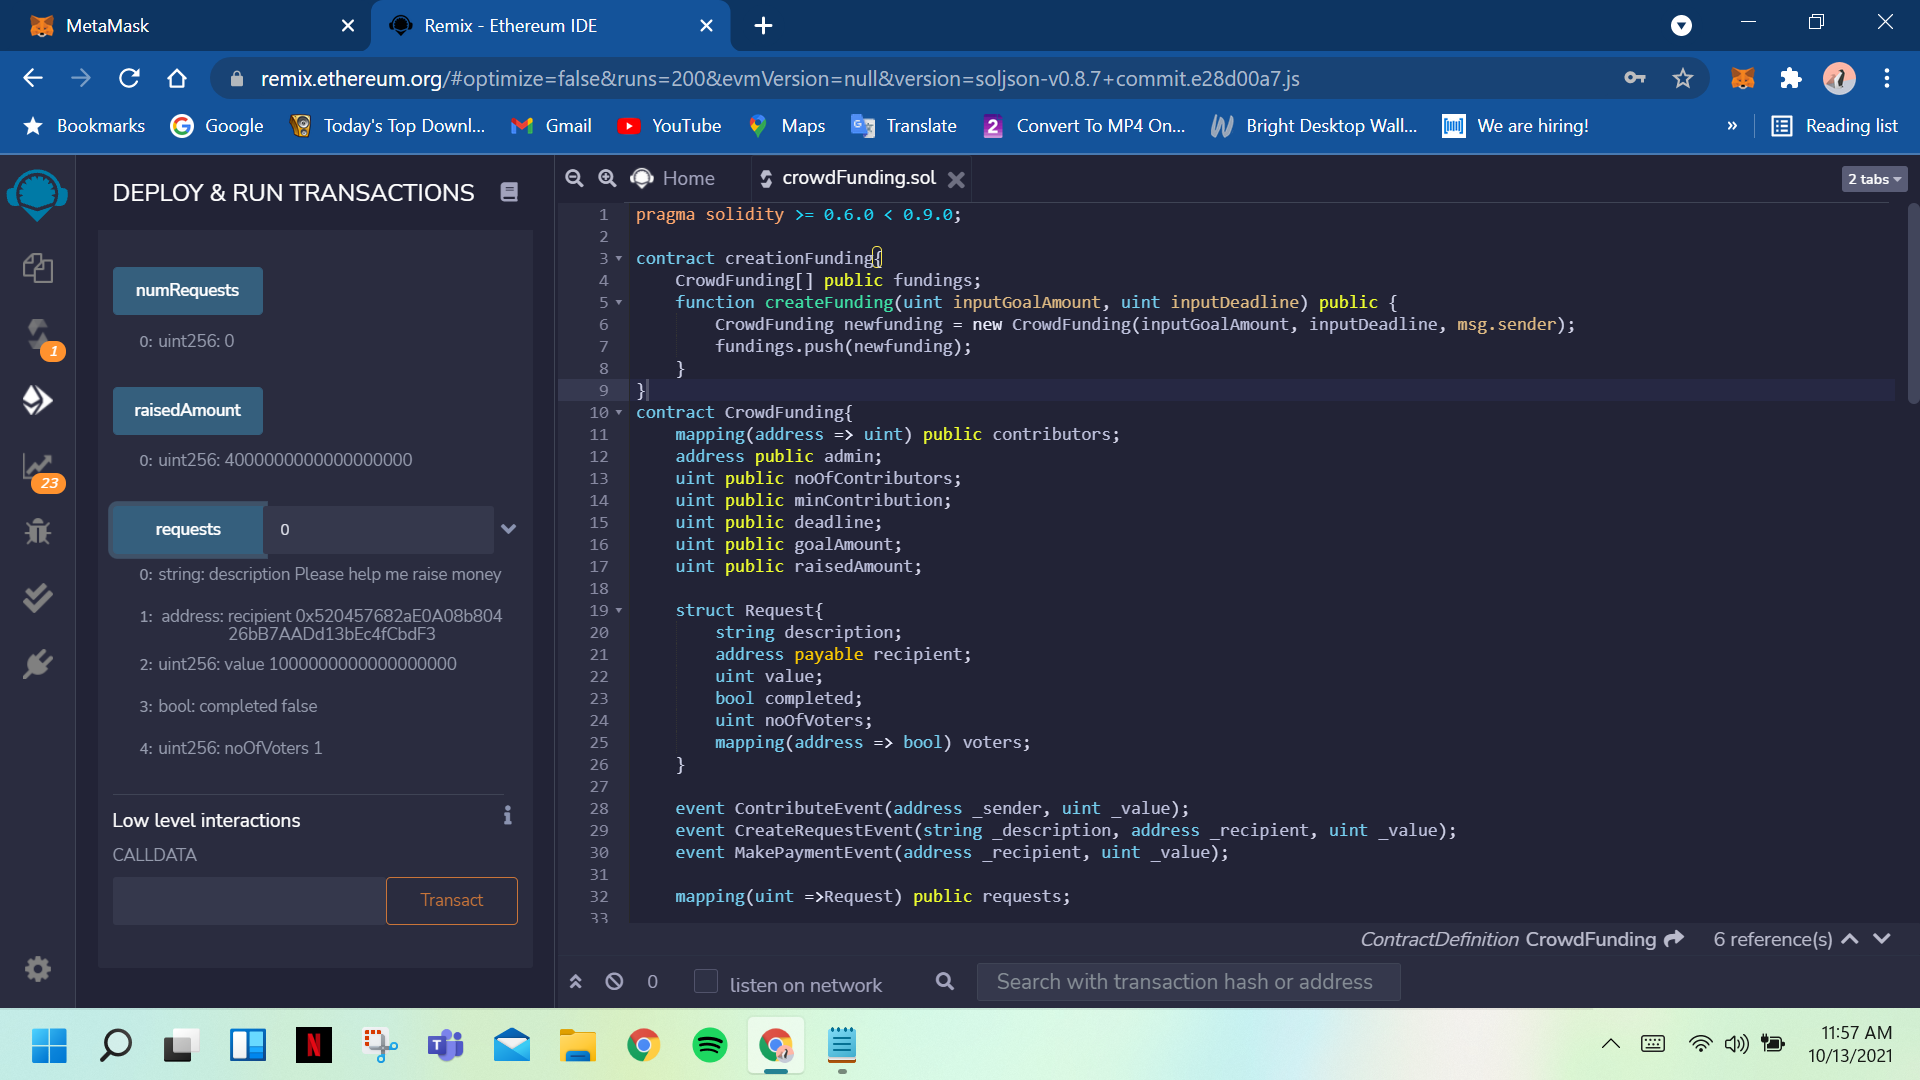 MetaMask
Remix - Ethereum IDE
remix.ethereum.org/#optimize=false&runs=200&evmVersion=null&version=soljson-v0.8.7+commit.e28d00a7.js
Bookmarks
Google
Today's Top Downl...
Gmail
YouTube
Maps
Translate
2
Convert To MP4 On...
Bright Desktop Wall...
We are hiring!
»
Reading list
DEPLOY & RUN TRANSACTIONS
1
23
numRequests
0: uint256: 0
raisedAmount
0: uint256: 4000000000000000000
requests
0
0: string: description Please help me raise money
1: address: recipient 0x520457682aE0A08b804
26bB7AADd13bEc4fCbdF3
2: uint256: value 1000000000000000000
3: bool: completed false
4: uint256: noOfVoters 1
Low level interactions
CALLDATA
Transact
Home
crowdFunding.sol
2 tabs
1 pragma solidity >= 0.6.0 < 0.9.0;
2
3 contract creationFunding{
4 CrowdFunding[] public fundings;
5 function createFunding(uint inputGoalAmount, uint inputDeadline) public {
6 CrowdFunding newfunding = new CrowdFunding(inputGoalAmount, inputDeadline, msg.sender);
7 fundings.push(newfunding);
8 }
9 }
10 contract CrowdFunding{
11 mapping(address => uint) public contributors;
12 address public admin;
13 uint public noOfContributors;
14 uint public minContribution;
15 uint public deadline;
16 uint public goalAmount;
17 uint public raisedAmount;
18
19 struct Request{
20 string description;
21 address payable recipient;
22 uint value;
23 bool completed;
24 uint noOfVoters;
25 mapping(address => bool) voters;
26 }
27
28 event ContributeEvent(address _sender, uint _value);
29 event CreateRequestEvent(string _description, address _recipient, uint _value);
30 event MakePaymentEvent(address _recipient, uint _value);
31
32 mapping(uint =>Request) public requests;
33
ContractDefinition CrowdFunding
6 reference(s)
0
listen on network
Search with transaction hash or address
11:57 AM
10/13/2021